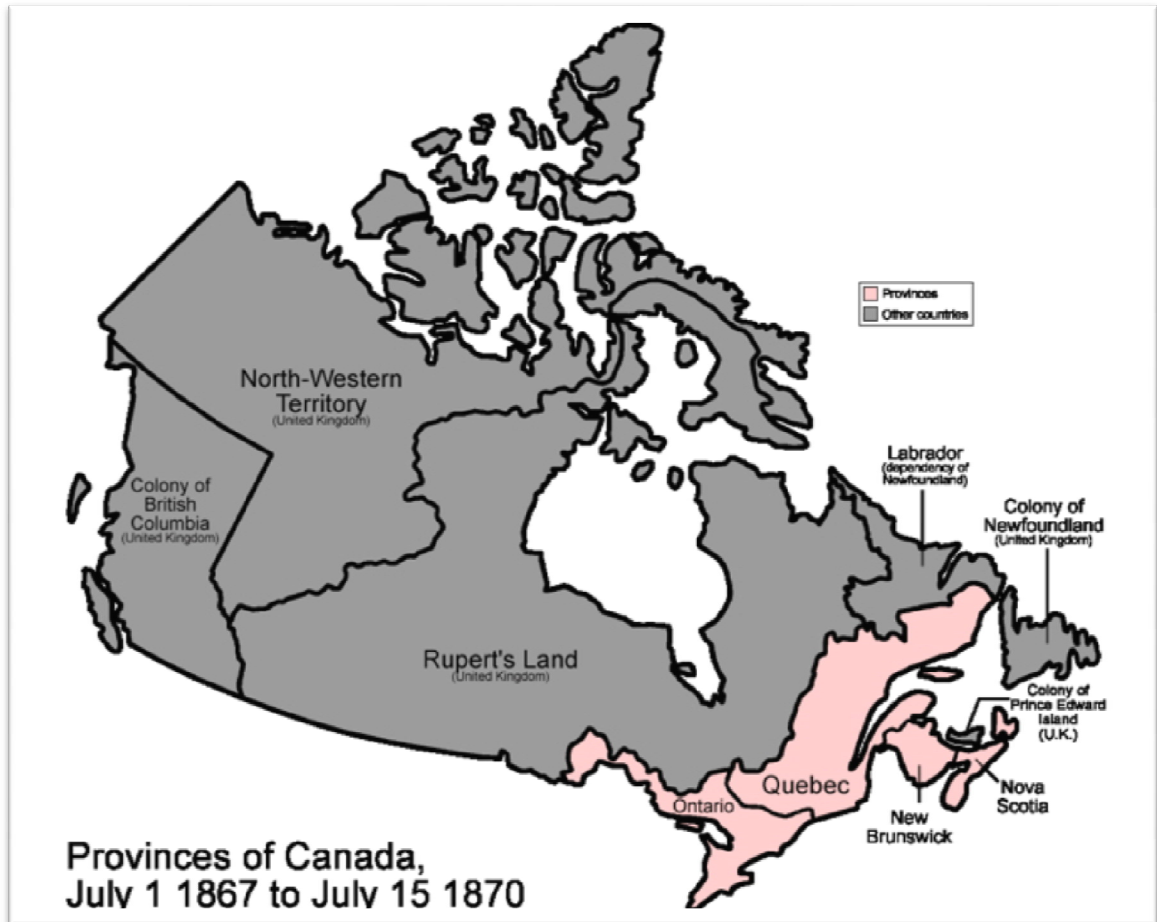 Provinces
Other countries
North-Western
Territory
(United Kingdom)
Labrador
(dependency of
Newfoundland)
Colony of
British
Columbia
(United Kingdom)
Colony of
Newfoundland
(United Kingdom)
Rupert's Land
(United Kingdom)
Colony of
Prince Edward
Island
(U.K.)
Quebec
Ontario
Nova
Scotia
New
Brunswick
Provinces of Canada,
July 1 1867 to July 15 1870